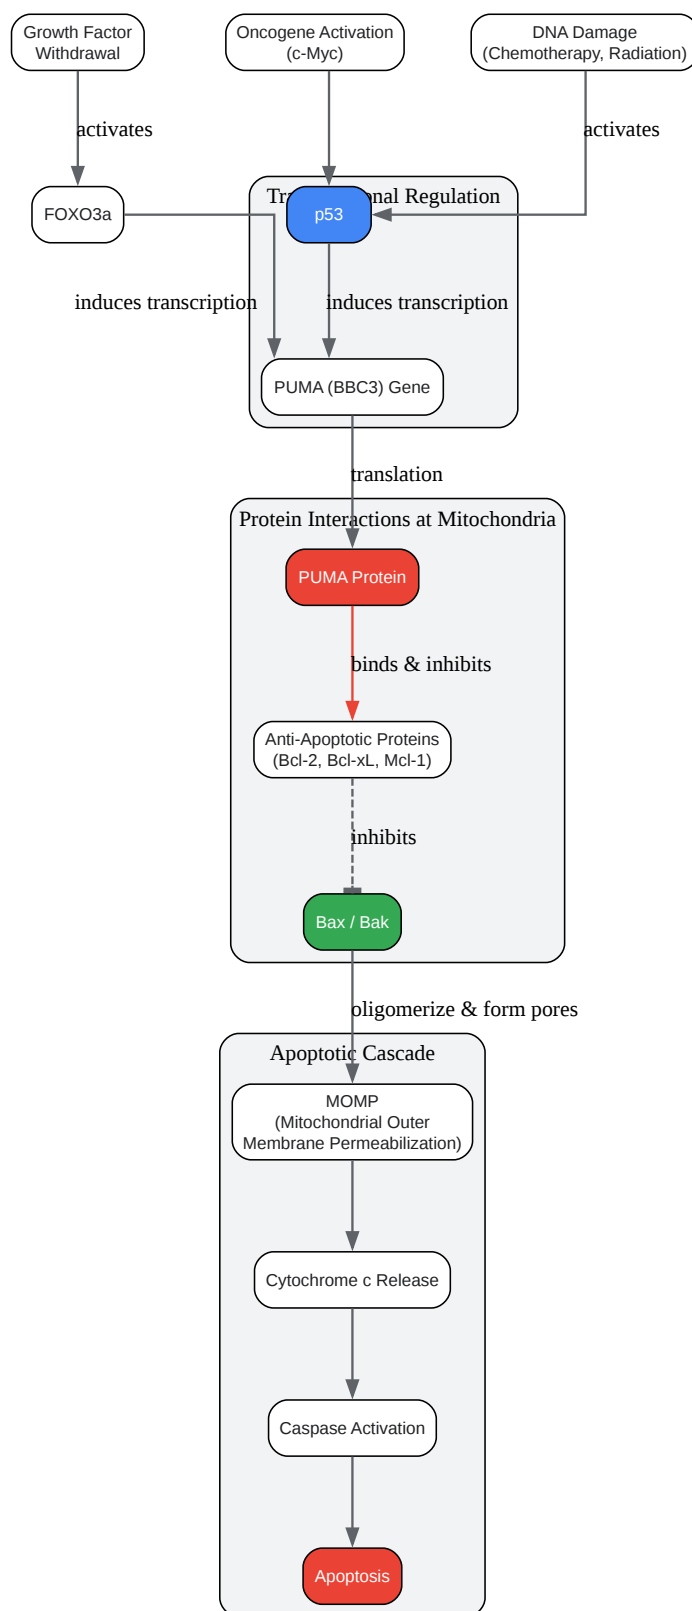 Growth Factor
Withdrawal
Oncogene Activation
(c-Myc)
DNA Damage
(Chemotherapy, Radiation)
activates
activates
FOXO3a
p53
induces transcription
induces transcription
PUMA (BBC3) Gene
translation
Protein Interactions at Mitochondria
PUMA Protein
binds & inhibits
Anti-Apoptotic Proteins
(Bcl-2, Bcl-xL, Mcl-1)
inhibits
Bax / Bak
oligomerize & form pores
Apoptotic Cascade
MOMP
(Mitochondrial Outer
Membrane Permeabilization)
Cytochrome c Release
Caspase Activation
Apoptosis
Regulation